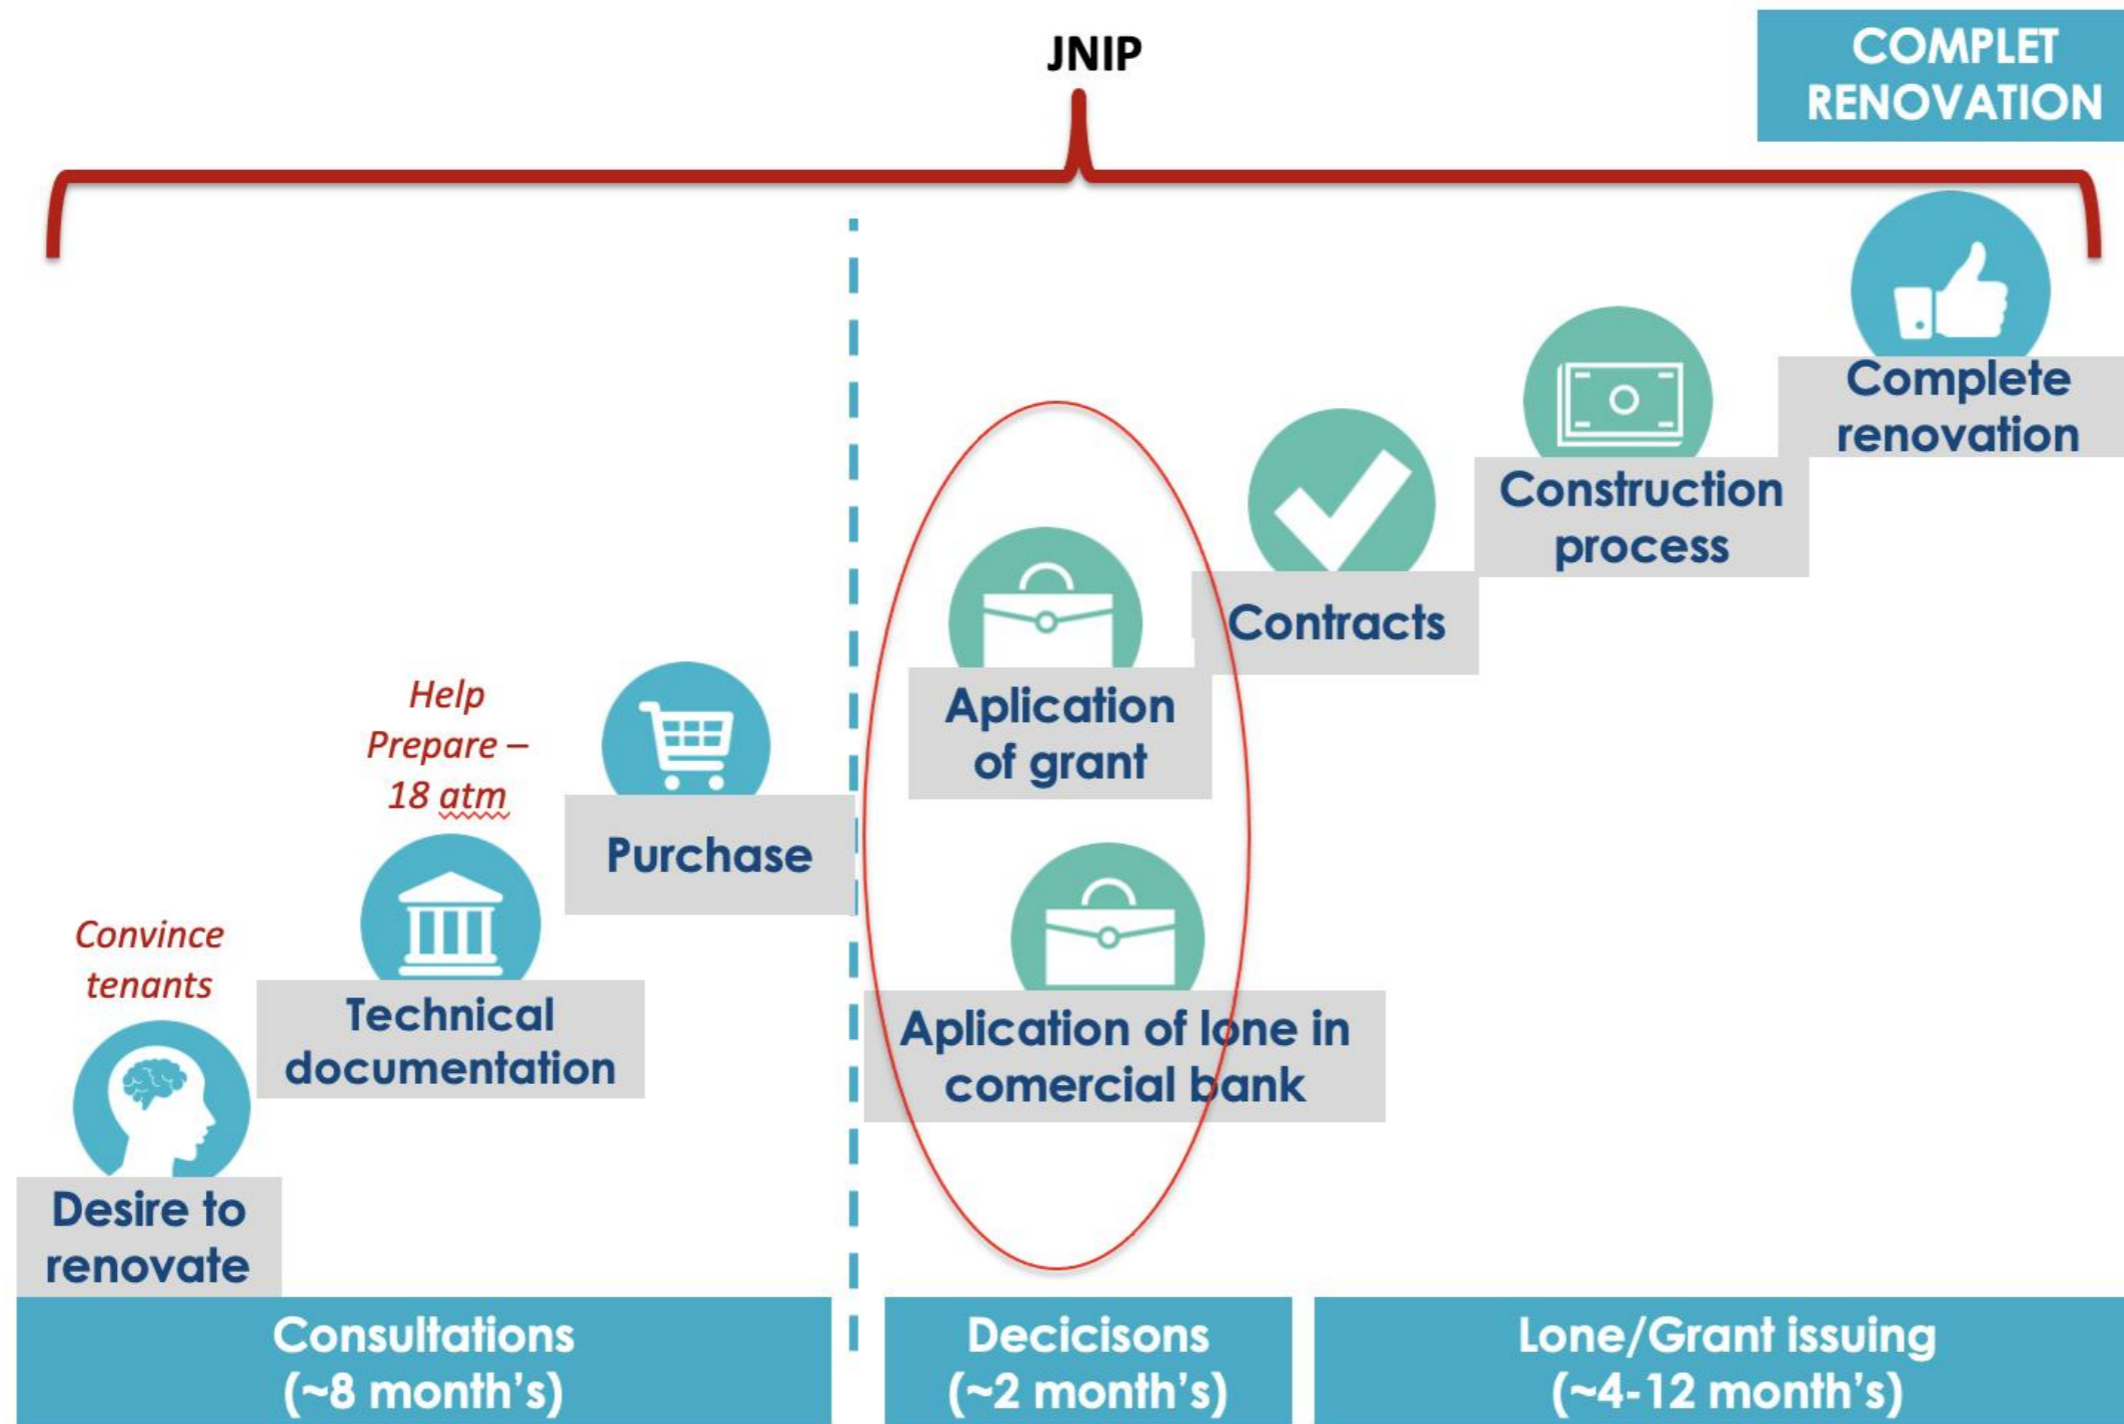 JNIP
COMPLET
RENOVATION
Convince
tenants
Desire to
renovate
Help
Prepare –
18 atm
Technical
documentation
Purchase
Aplication
of grant
Aplication of lone in
comercial bank
Contracts
Construction
process
Complete
renovation
Consultations
(~8 month's)
Decicisons
(~2 month's)
Lone/Grant issuing
(~4-12 month's)